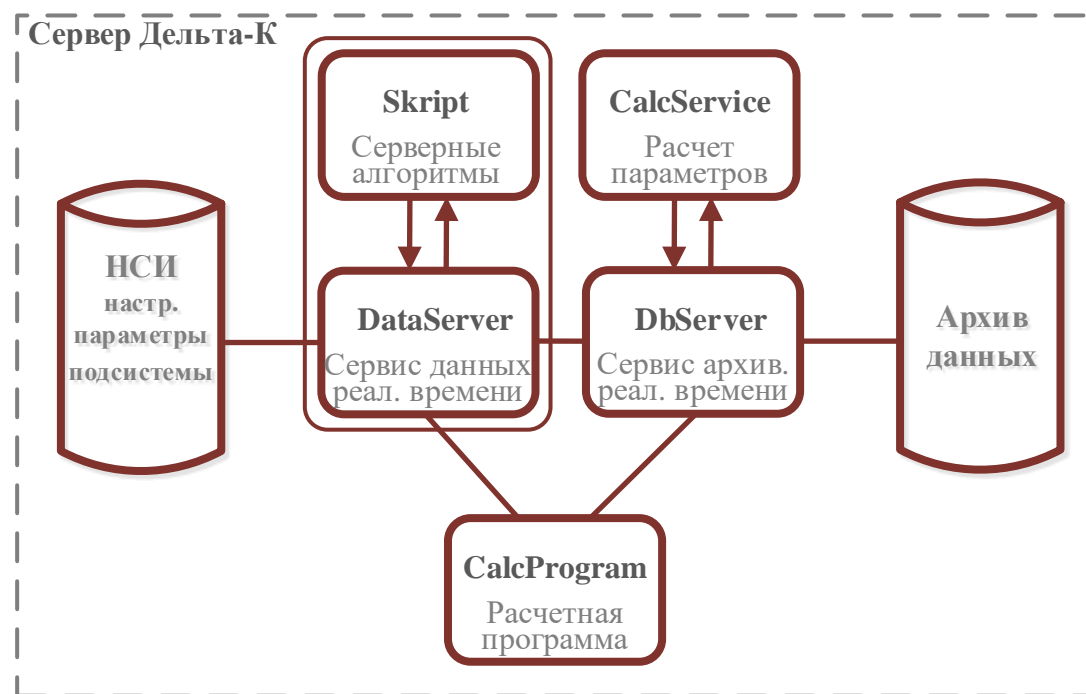 Сервер Дельта-К
Skript
Серверные
алгоритмы
CalcService
Расчет
параметров
НСИ
настр.
параметры
подсистемы
DataServer
Сервис данных
реал. времени
DbServer
Сервис архив.
реал. времени
Архив
данных
CalcProgram
Расчетная
программа